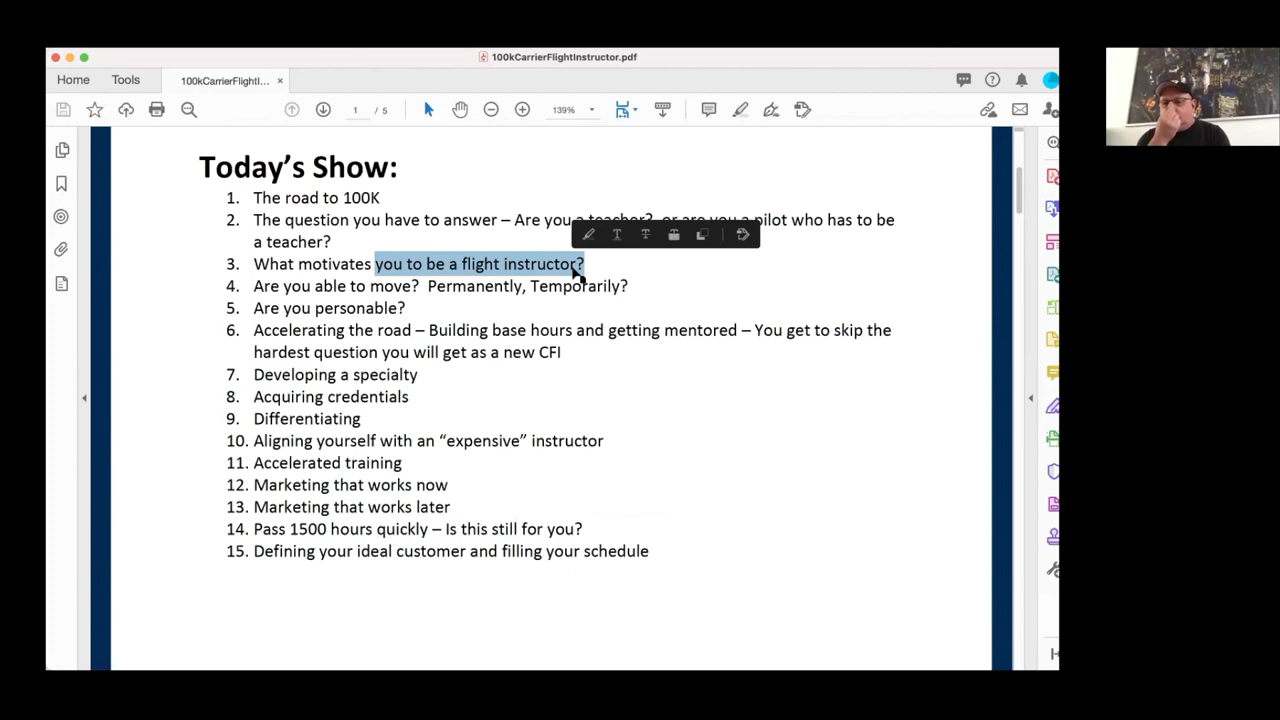 100kCarrierFlightInstructor.pdf
Home
Tools
100kCarrierFlightI...
1 / 5
139%
Today's Show:
1. The road to 100K
2. The question you have to answer – Are you a teacher? or are you a pilot who has to be
a teacher?
3. What motivates you to be a flight instructor?
4. Are you able to move? Permanently, Temporarily?
5. Are you personable?
6. Accelerating the road – Building base hours and getting mentored – You get to skip the
hardest question you will get as a new CFI
7. Developing a specialty
8. Acquiring credentials
9. Differentiating
10. Aligning yourself with an “expensive” instructor
11. Accelerated training
12. Marketing that works now
13. Marketing that works later
14. Pass 1500 hours quickly – Is this still for you?
15. Defining your ideal customer and filling your schedule